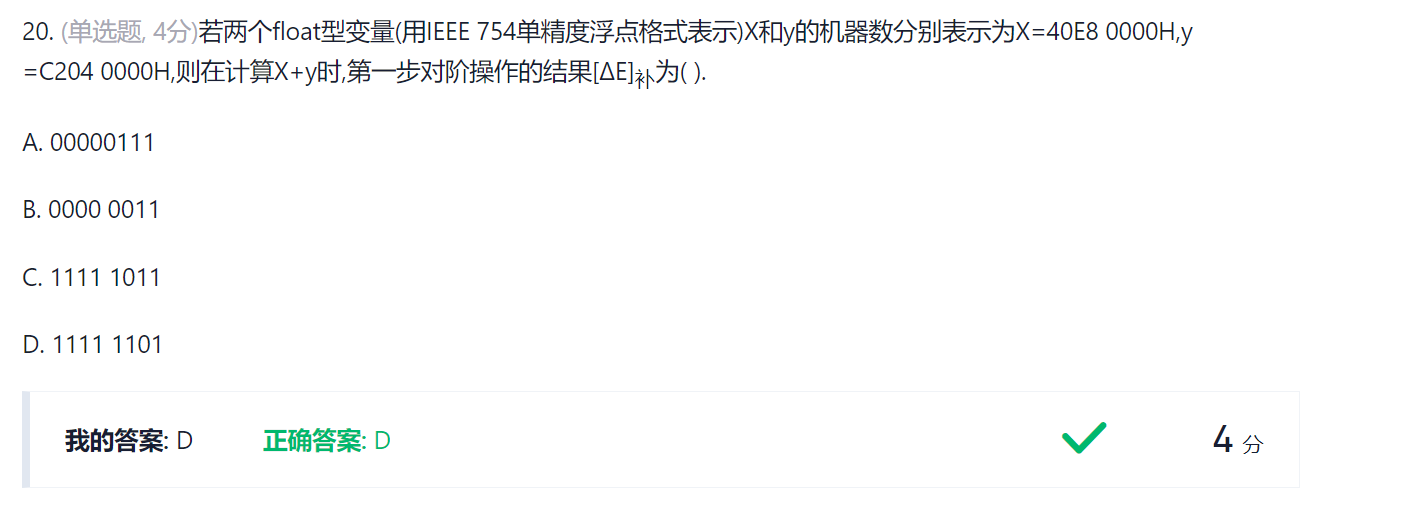 20. (单选题, 4分)若两个float型变量(用IEEE 754单精度浮点格式表示)X和y的机器数分别表示为X=40E8 0000H,y
=C204 0000H,则在计算X+y时,第一步对阶操作的结果[ΔE]补为( ).
A. 00000111
B. 0000 0011
C. 1111 1011
D. 1111 1101
我的答案: D 正确答案: D 4 分